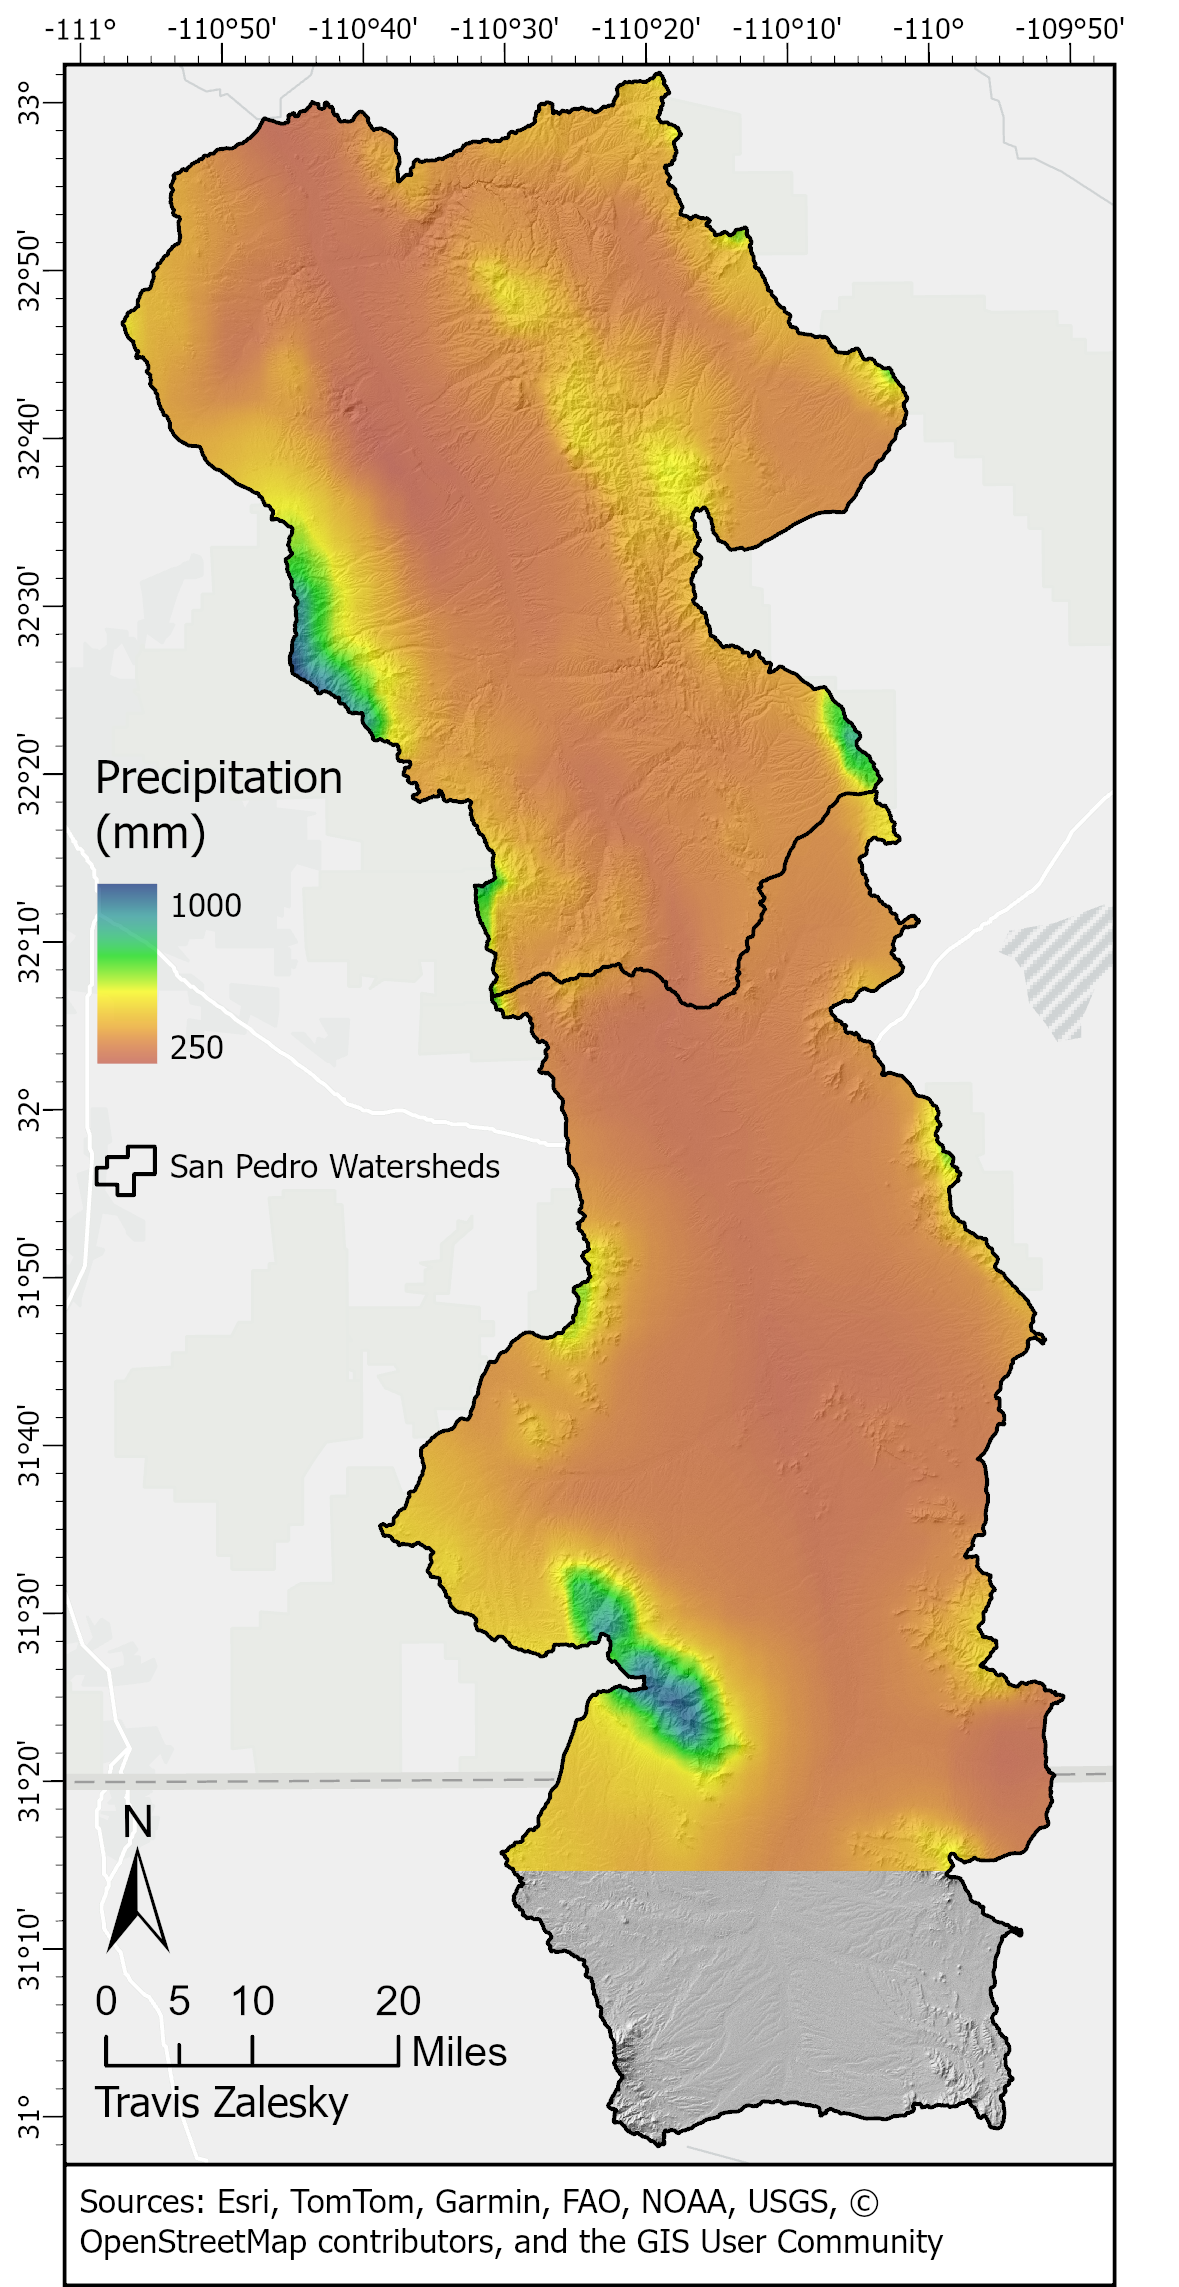 -111° -110°50' -110°40' -110°30' -110°20' -110°10' -110° -109°50'
33°
32°50'
32°40'
32°30'
32°20'
Precipitation
(mm)
1000
32°10'
250
32°
San Pedro Watersheds
31°50'
31°40'
31°30'
31°20'
N
31°10'
0 5 10 20
Miles
Travis Zalesky
31°
Sources: Esri, TomTom, Garmin, FAO, NOAA, USGS, ©
OpenStreetMap contributors, and the GIS User Community